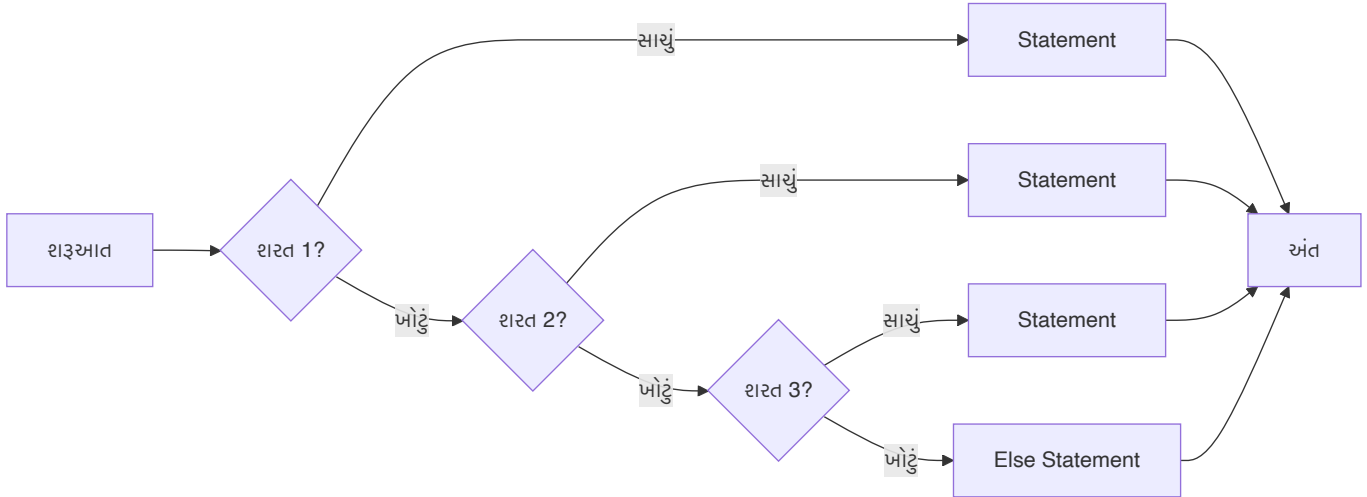 સાચું
Statement
સાચું
Statement
શરૂઆત
શરત 1?
અંત
ખોટું
શરત 2?
સાચું
Statement
ખોટું
શરત 3?
ખોટું
Else Statement